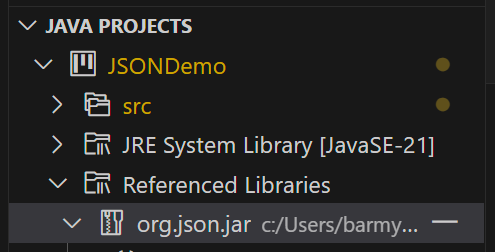 JAVA PROJECTS
JSONDemo
src
JRE System Library [JavaSE-21]
Referenced Libraries
org.json.jar c:/Users/barmy...